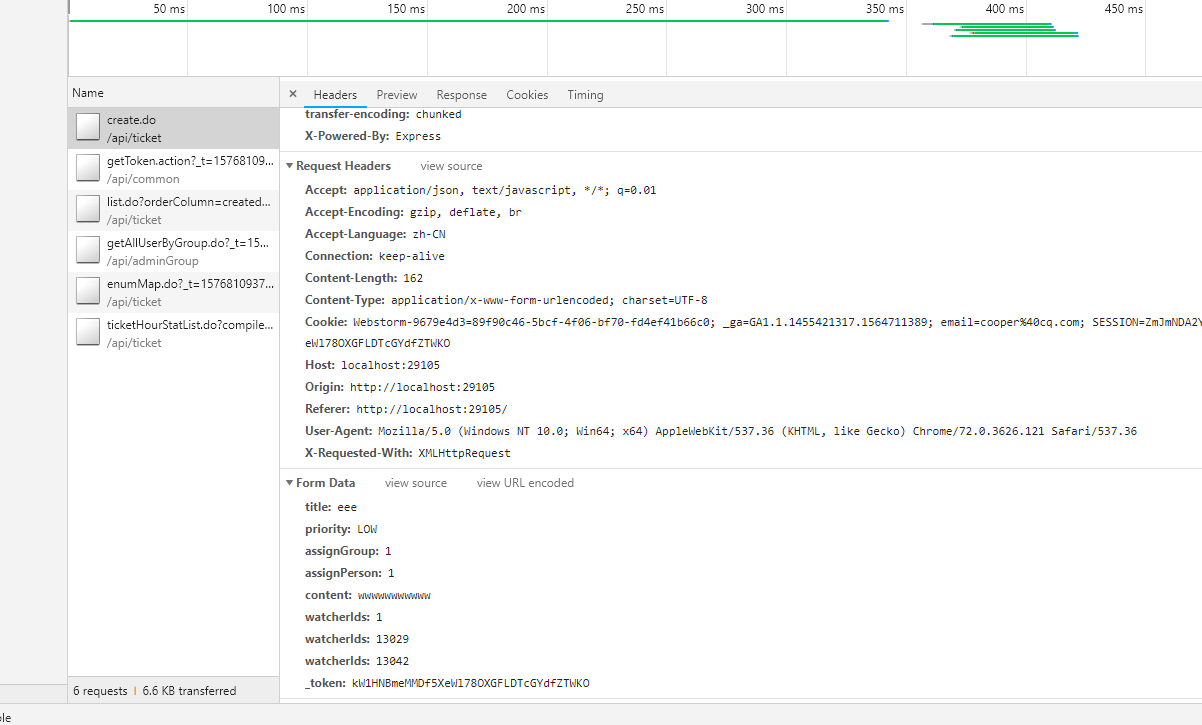 50 ms 100 ms 150 ms 200 ms 250 ms 300 ms 350 ms 400 ms 450 ms
Name
× Headers Preview Response Cookies Timing
create.do
/api/ticket
getToken.action?_t=15768109...
/api/common
list.do?orderColumn=created...
/api/ticket
getAllUserByGroup.do?_t=15...
/api/adminGroup
enumMap.do?_t=1576810937...
/api/ticket
ticketHourStatList.do?compile...
/api/ticket
6 requests | 6.6 KB transferred
transfer-encoding: chunked
X-Powered-By: Express
Request Headers view source
Accept: application/json, text/javascript, */*; q=0.01
Accept-Encoding: gzip, deflate, br
Accept-Language: zh-CN
Connection: keep-alive
Content-Length: 162
Content-Type: application/x-www-form-urlencoded; charset=UTF-8
Cookie: Webstorm-9679e4d3=89f90c46-5bcf-4f06-bf70-fd4ef41b66c0; _ga=GA1.1.1455421317.1564711389; email=cooper%40cq.com; SESSION=ZmJmNDA2Y
eWl78OXGFLDTcGYdfZTWKO
Host: localhost:29105
Origin: http://localhost:29105
Referer: http://localhost:29105/
User-Agent: Mozilla/5.0 (Windows NT 10.0; Win64; x64) AppleWebKit/537.36 (KHTML, like Gecko) Chrome/72.0.3626.121 Safari/537.36
X-Requested-With: XMLHttpRequest
Form Data view source view URL encoded
title: eee
priority: LOW
assignGroup: 1
assignPerson: 1
content: wwwwwwwwwww
watcherIds: 1
watcherIds: 13029
watcherIds: 13042
_token: kW1HNBmeMMDf5XeWl78OXGFLDTcGYdfZTWKO
ole